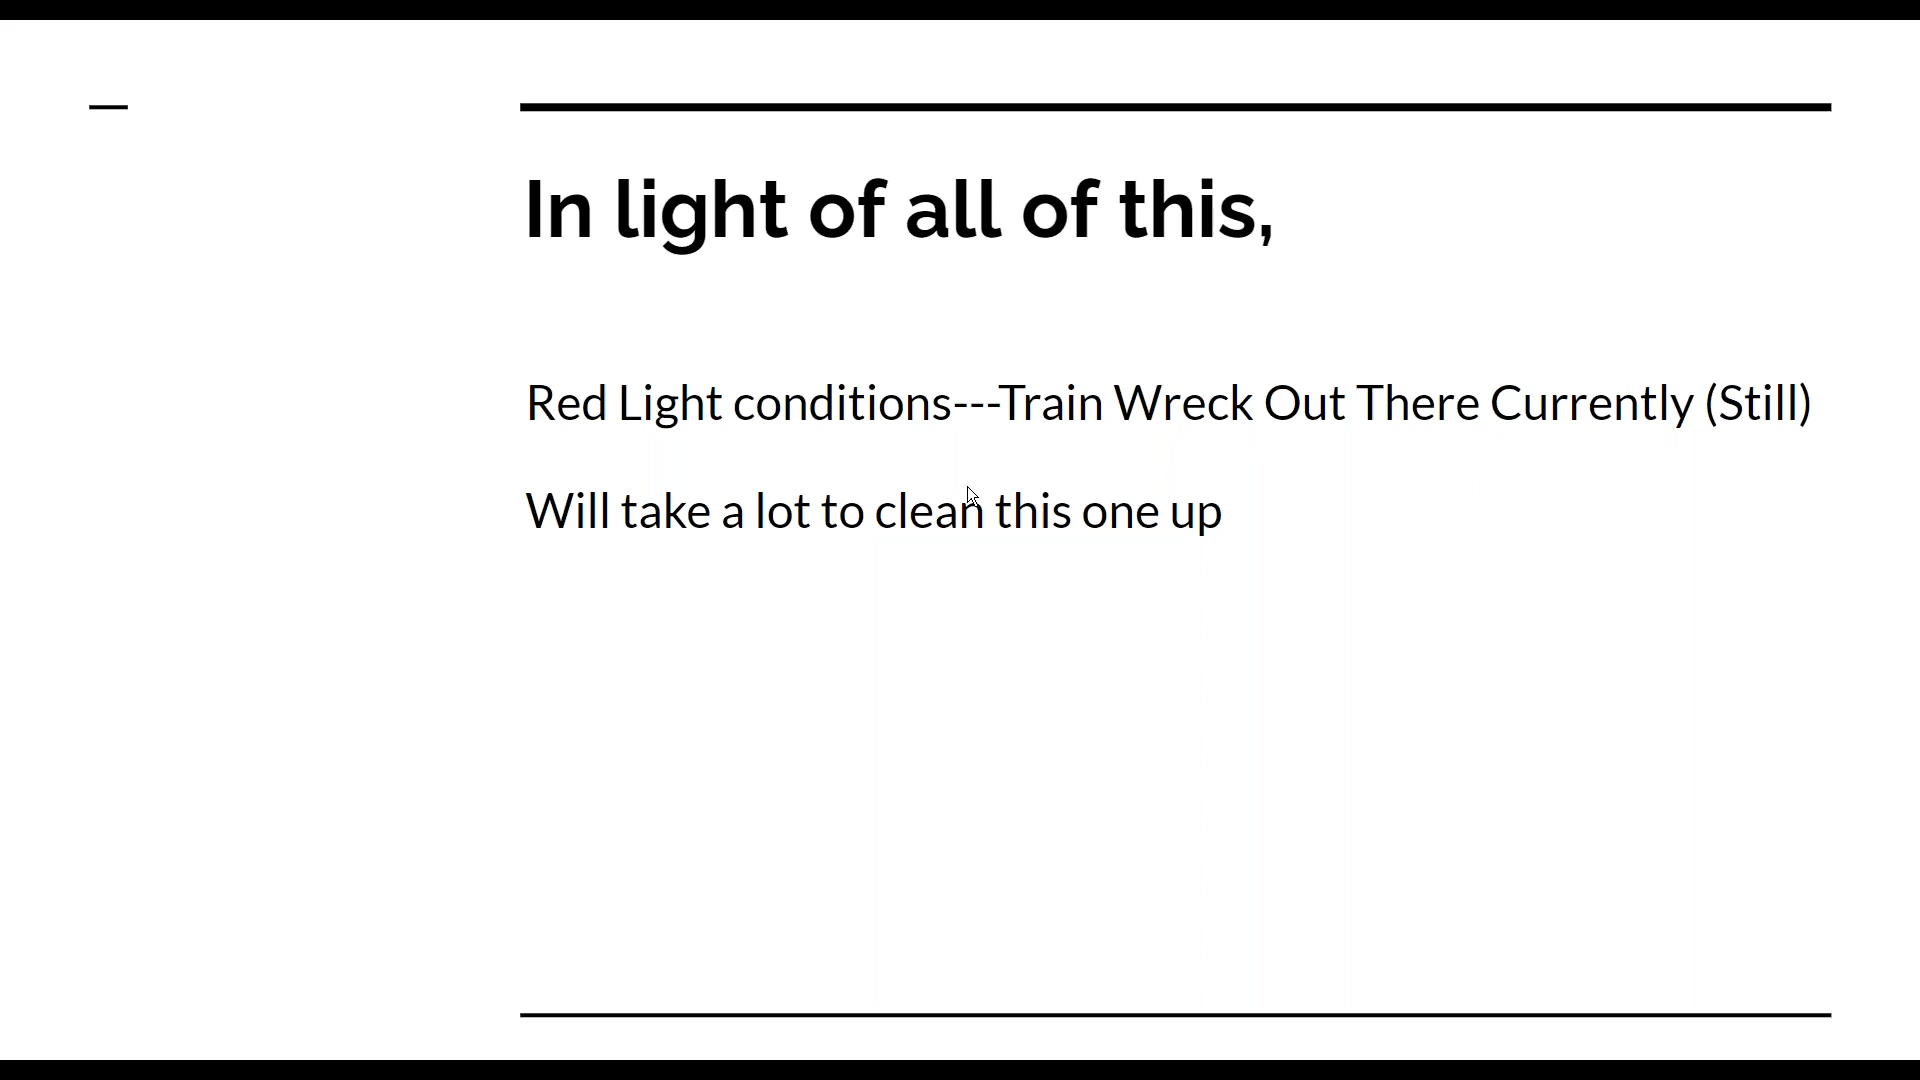 In light of all of this,
Red Light conditions---Train Wreck Out There Currently (Still)
Will take a lot to clean this one up